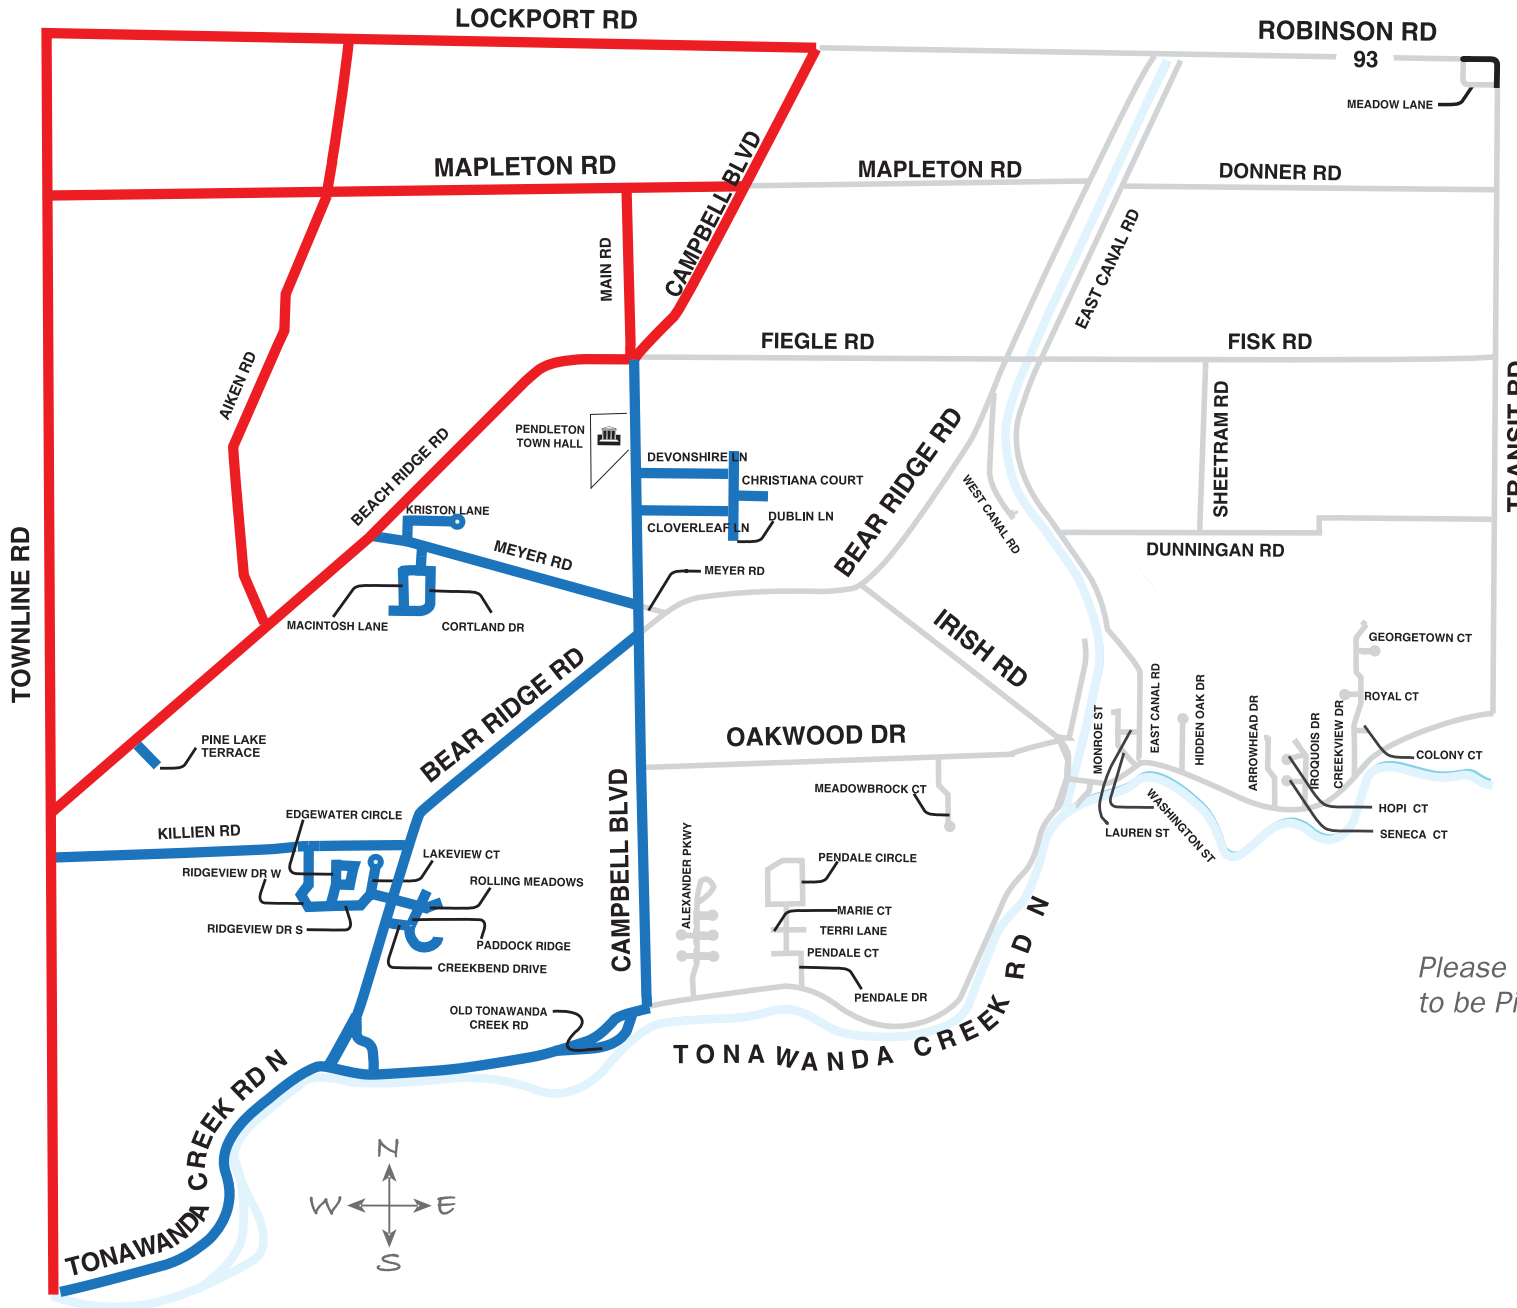 LOCKPORT RD
ROBINSON RD
93
MEADOW LANE
MAPLETON RD
MAPLETON RD
DONNER RD
CAMPBELL BLVD
MAIN RD
EAST CANAL RD
FIEGLE RD
FISK RD
AIKEN RD
TRANSIT RD
SHEETRAM RD
PENDLETON
TOWN HALL
BEACH RIDGE RD
DEVONSHIRE LN
CHRISTIANA COURT
BEAR RIDGE RD
KRISTON LANE
CLOVERLEAF LN
DUBLIN LN
WEST CANAL RD
MEYER RD
DUNNINGAN RD
MEYER RD
TOWNLINE RD
MACINTOSH LANE
CORTLAND DR
IRISH RD
GEORGETOWN CT
BEAR RIDGE RD
ROYAL CT
PINE LAKE
TERRACE
OAKWOOD DR
MONROE ST
EAST CANAL RD
HIDDEN OAK DR
ARROWHEAD DR
IROQUOIS DR
CREEKVIEW DR
COLONY CT
MEADOWBROCK CT
HOPI CT
SENECA CT
LAUREN ST
WASHINGTON ST
EDGEWATER CIRCLE
KILLIEN RD
CAMPBELL BLVD
LAKEVIEW CT
PENDALE CIRCLE
RIDGEVIEW DR W
ROLLING MEADOWS
ALEXANDER PKWY
MARIE CT
RIDGEVIEW DR S
TERRI LANE
PADDOCK RIDGE
PENDALE CT
CREEKBEND DRIVE
PENDALE DR
Please
to be Pi
OLD TONAWANDA
CREEK RD
TONAWANDA CREEK RD N
TONAWANDA CREEK RD N
N
W E
S